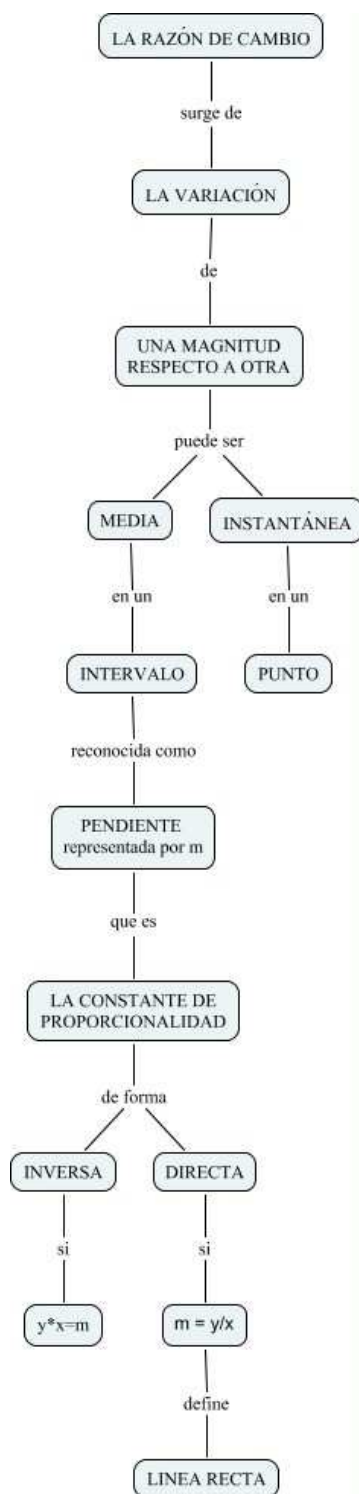 LA RAZÓN DE CAMBIO
surge de
LA VARIACIÓN
de
UNA MAGNITUD
RESPECTO A OTRA
puede ser
MEDIA
INSTANTÁNEA
en un
en un
INTERVALO
PUNTO
reconocida como
PENDIENTE
representada por m
que es
LA CONSTANTE DE
PROPORCIONALIDAD
de forma
INVERSA
DIRECTA
si
si
y*x=m
m = y/x
define
LINEA RECTA